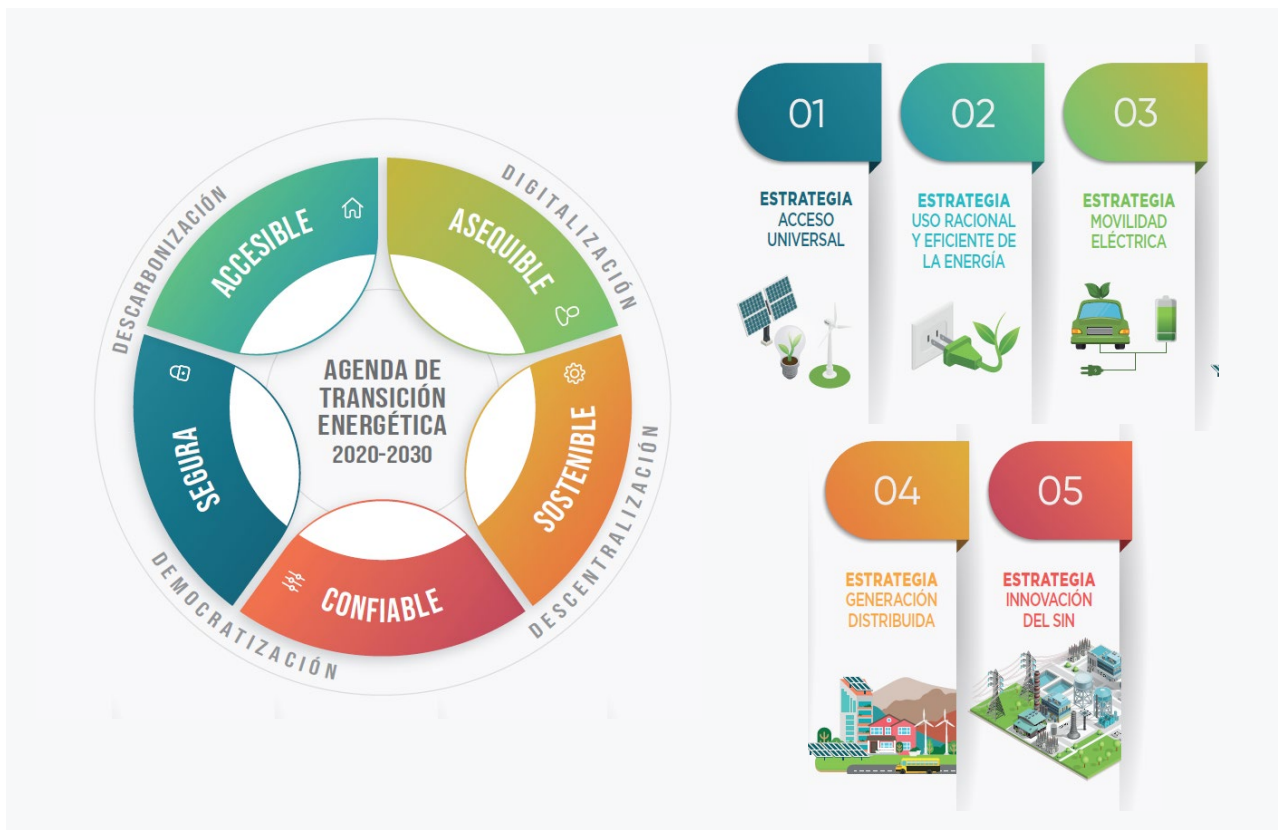 DESCARBONIZACIÓN
DIGITALIZACIÓN
ACCESIBLE
ASEQUIBLE
SEGURA
SOSTENIBLE
CONFIABLE
DEMOCRATIZACIÓN
DESCENTRALIZACIÓN
AGENDA DE
TRANSICIÓN
ENERGÉTICA
2020-2030
01
ESTRATEGIA
ACCESO
UNIVERSAL
02
ESTRATEGIA
USO RACIONAL
Y EFICIENTE DE
LA ENERGÍA
03
ESTRATEGIA
MOVILIDAD
ELÉCTRICA
04
ESTRATEGIA
GENERACIÓN
DISTRIBUIDA
05
ESTRATEGIA
INNOVACIÓN
DEL SIN